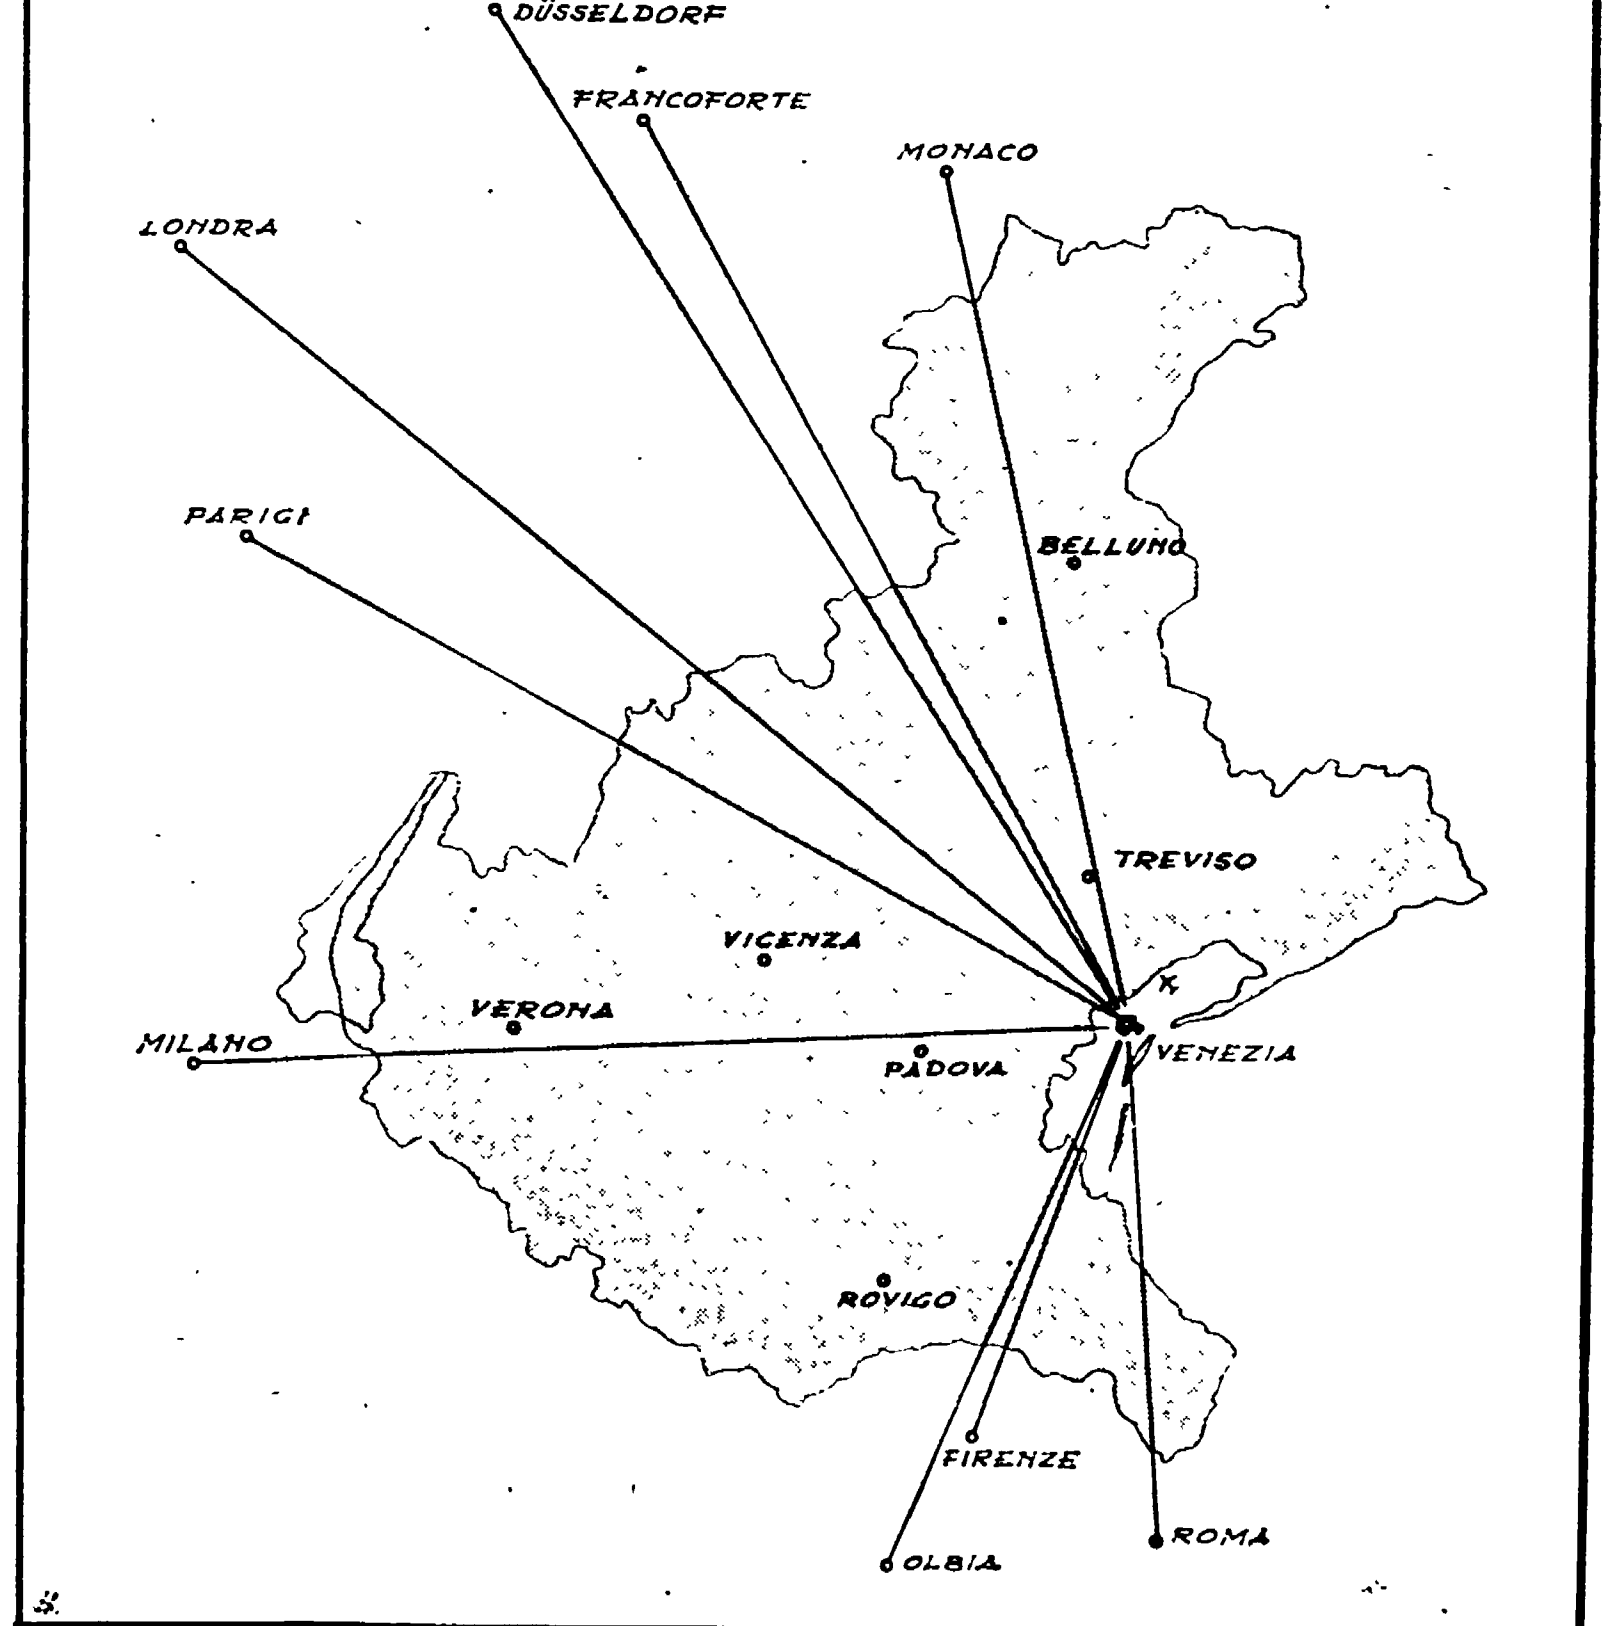 DÜSSELDORF
FRANCOFORTE
MONACO
LONDRA
PARIGI
BELLUNO
TREVISO
VICENZA
VERONA
MILANO
PADOVA
VENEZIA
ROVIGO
FIRENZE
ROMA
OLBIA